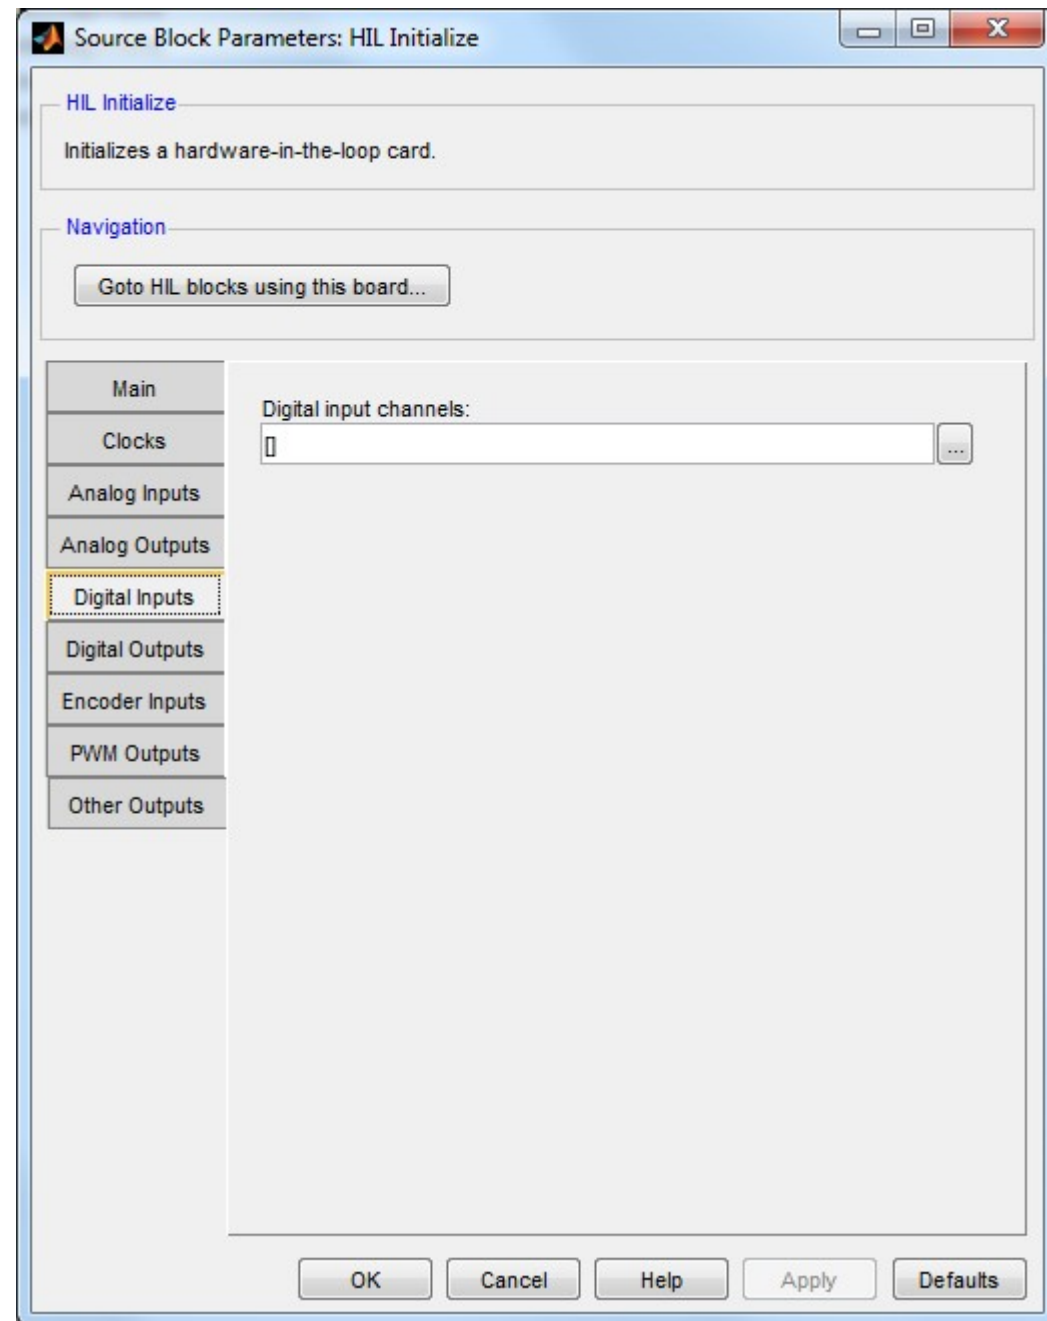 Source Block Parameters: HIL Initialize
HIL Initialize
Initializes a hardware-in-the-loop card.
Navigation
Goto HIL blocks using this board...
Main
Clocks
Analog Inputs
Analog Outputs
Digital Inputs
Digital Outputs
Encoder Inputs
PWM Outputs
Other Outputs
Digital input channels:
[]
...
OK Cancel Help Apply Defaults